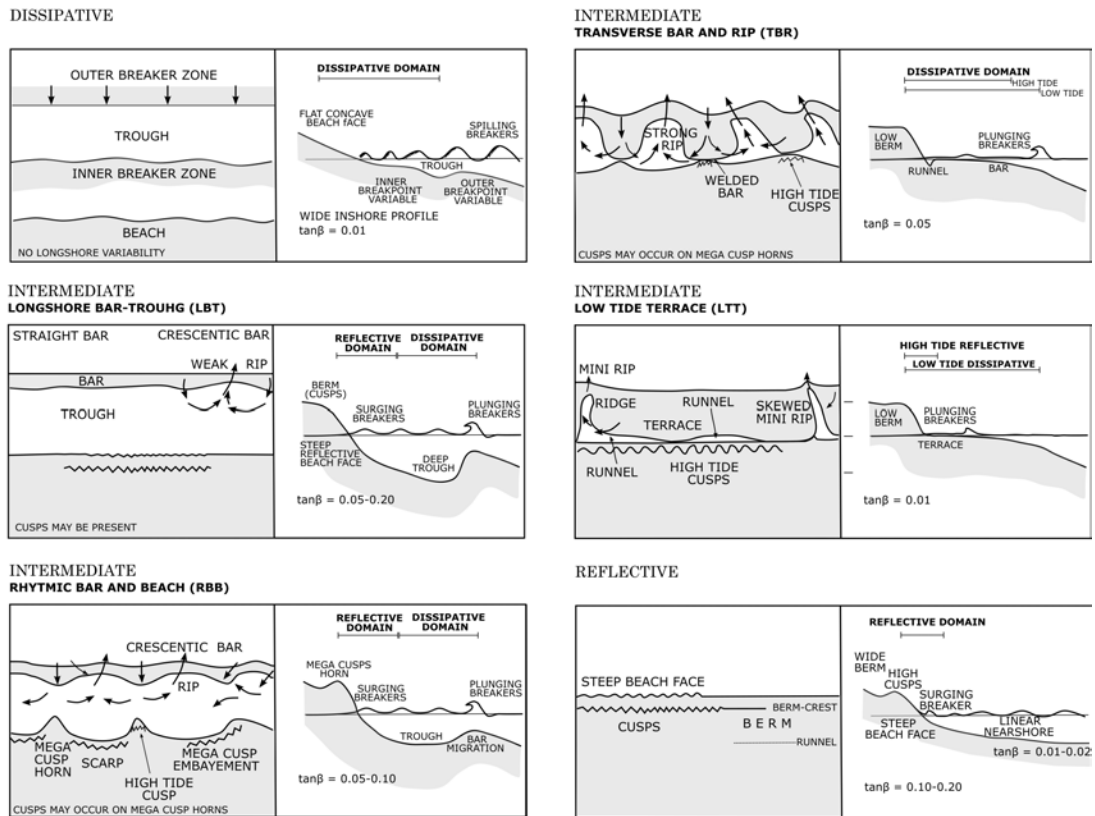 DISSIPATIVE
OUTER BREAKER ZONE
TROUGH
INNER BREAKER ZONE
BEACH
NO LONGSHORE VARIABILITY
DISSIPATIVE DOMAIN
FLAT CONCAVE
BEACH FACE
SPILLING
BREAKERS
TROUGH
INNER
BREAKPOINT
VARIABLE
OUTER
BREAKPOINT
VARIABLE
WIDE INSHORE PROFILE
tanβ = 0.01
INTERMEDIATE
TRANSVERSE BAR AND RIP (TBR)
STRONG
RIP
WELDED
BAR
HIGH TIDE
CUSPS
CUSPS MAY OCCUR ON MEGA CUSP HORNS
DISSIPATIVE DOMAIN
HIGH TIDE
LOW TIDE
LOW
BERM
PLUNGING
BREAKERS
RUNNEL
BAR
tanβ = 0.05
INTERMEDIATE
LONGSHORE BAR-TROUHG (LBT)
STRAIGHT BAR
CRESCENTIC BAR
WEAK RIP
BAR
TROUGH
CUSPS MAY BE PRESENT
REFLECTIVE
DOMAIN
DISSIPATIVE
DOMAIN
BERM
(CUSPS)
SURGING
BREAKERS
PLUNGING
BREAKERS
STEEP
REFLECTIVE
BEACH FACE
DEEP
TROUGH
tanβ = 0.05-0.20
INTERMEDIATE
LOW TIDE TERRACE (LTT)
MINI RIP
RIDGE
RUNNEL
TERRACE
SKEWED
MINI RIP
RUNNEL
HIGH TIDE
CUSPS
HIGH TIDE REFLECTIVE
LOW TIDE DISSIPATIVE
LOW
BERM
PLUNGING
BREAKERS
TERRACE
tanβ = 0.01
INTERMEDIATE
RHYTMIC BAR AND BEACH (RBB)
CRESCENTIC BAR
RIP
MEGA
CUSP
HORN
SCARP
HIGH TIDE
CUSP
MEGA CUSP
EMBAYEMENT
CUSPS MAY OCCUR ON MEGA CUSP HORNS
REFLECTIVE
DOMAIN
DISSIPATIVE
DOMAIN
MEGA CUSPS
HORN
SURGING
BREAKERS
PLUNGING
BREAKERS
TROUGH
BAR
MIGRATION
tanβ = 0.05-0.10
REFLECTIVE
STEEP BEACH FACE
CUSPS
BERM-CREST
BERM
RUNNEL
REFLECTIVE DOMAIN
WIDE
BERM
HIGH
CUSPS
SURGING
BREAKER
STEEP
BEACH FACE
LINEAR
NEARSHORE
tanβ = 0.01-0.02
tanβ = 0.10-0.20